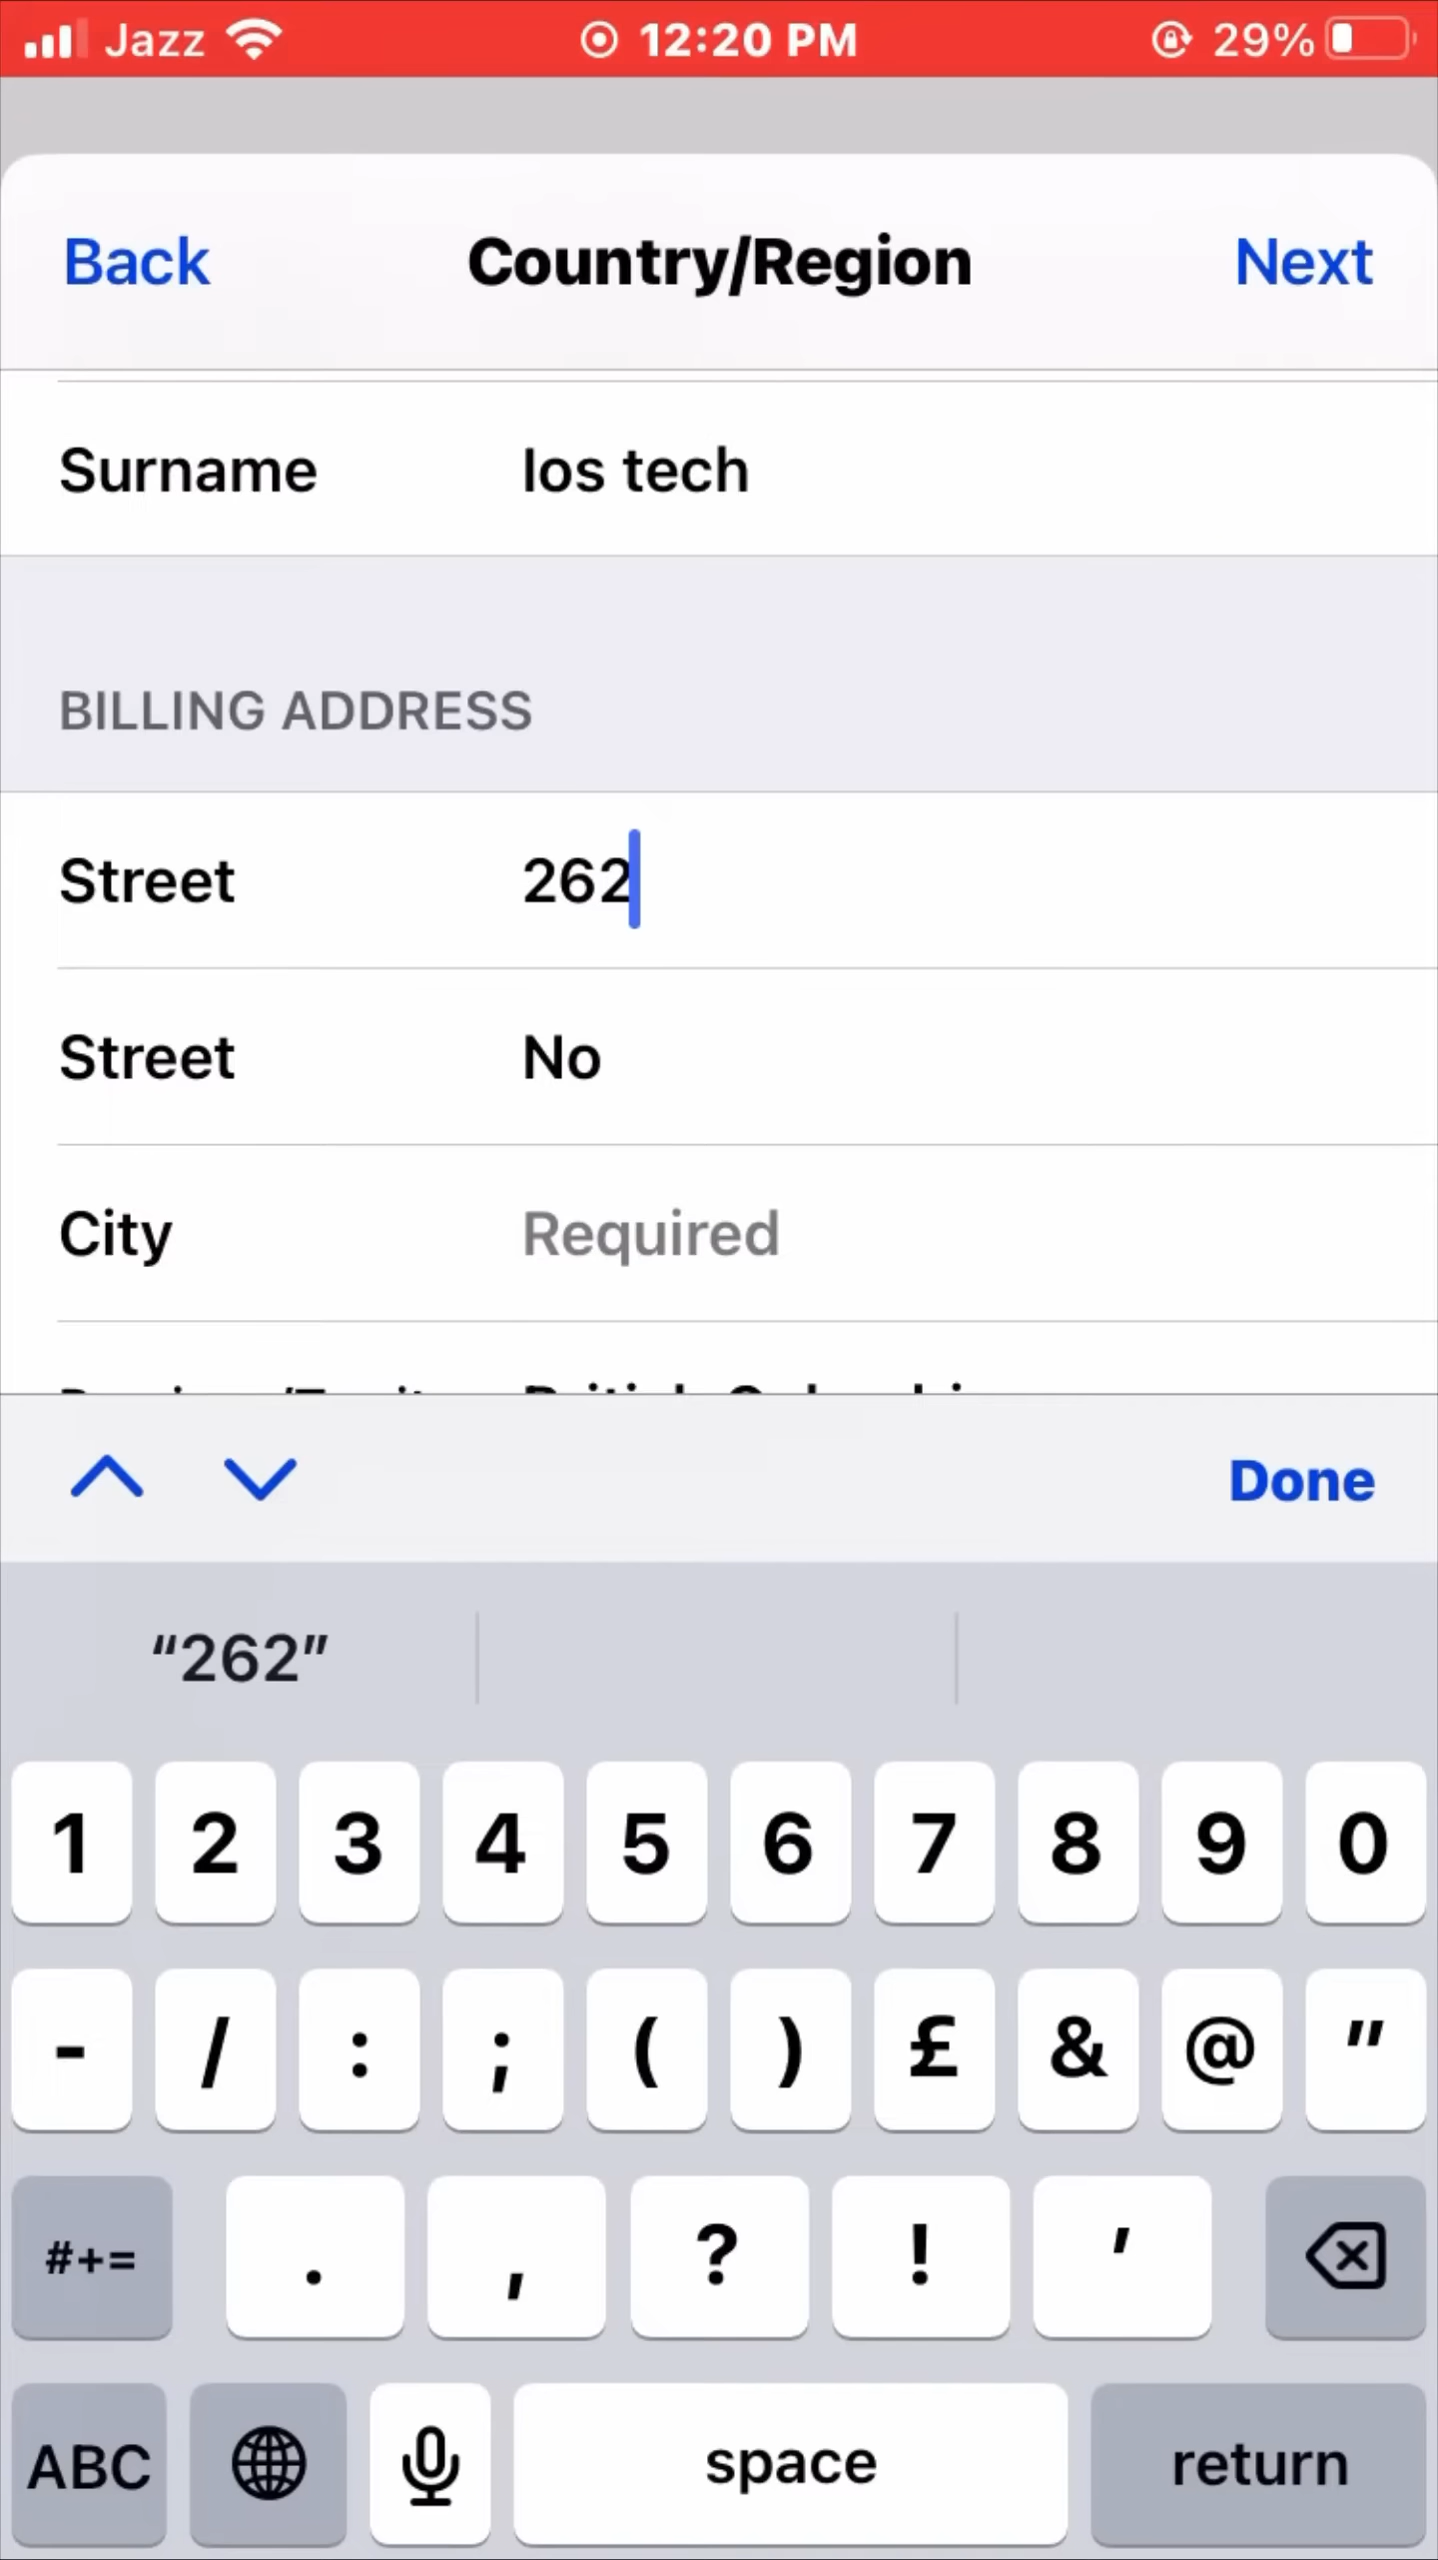 Jazz 12:20 PM 29%
Back Country/Region Next
Surname Ios tech
BILLING ADDRESS
Street 262
Street No
City Required
Done
“262”
1 2 3 4 5 6 7 8 9 0
- / : ; ( ) £ & @ "
#+= . , ? ! '
ABC space return